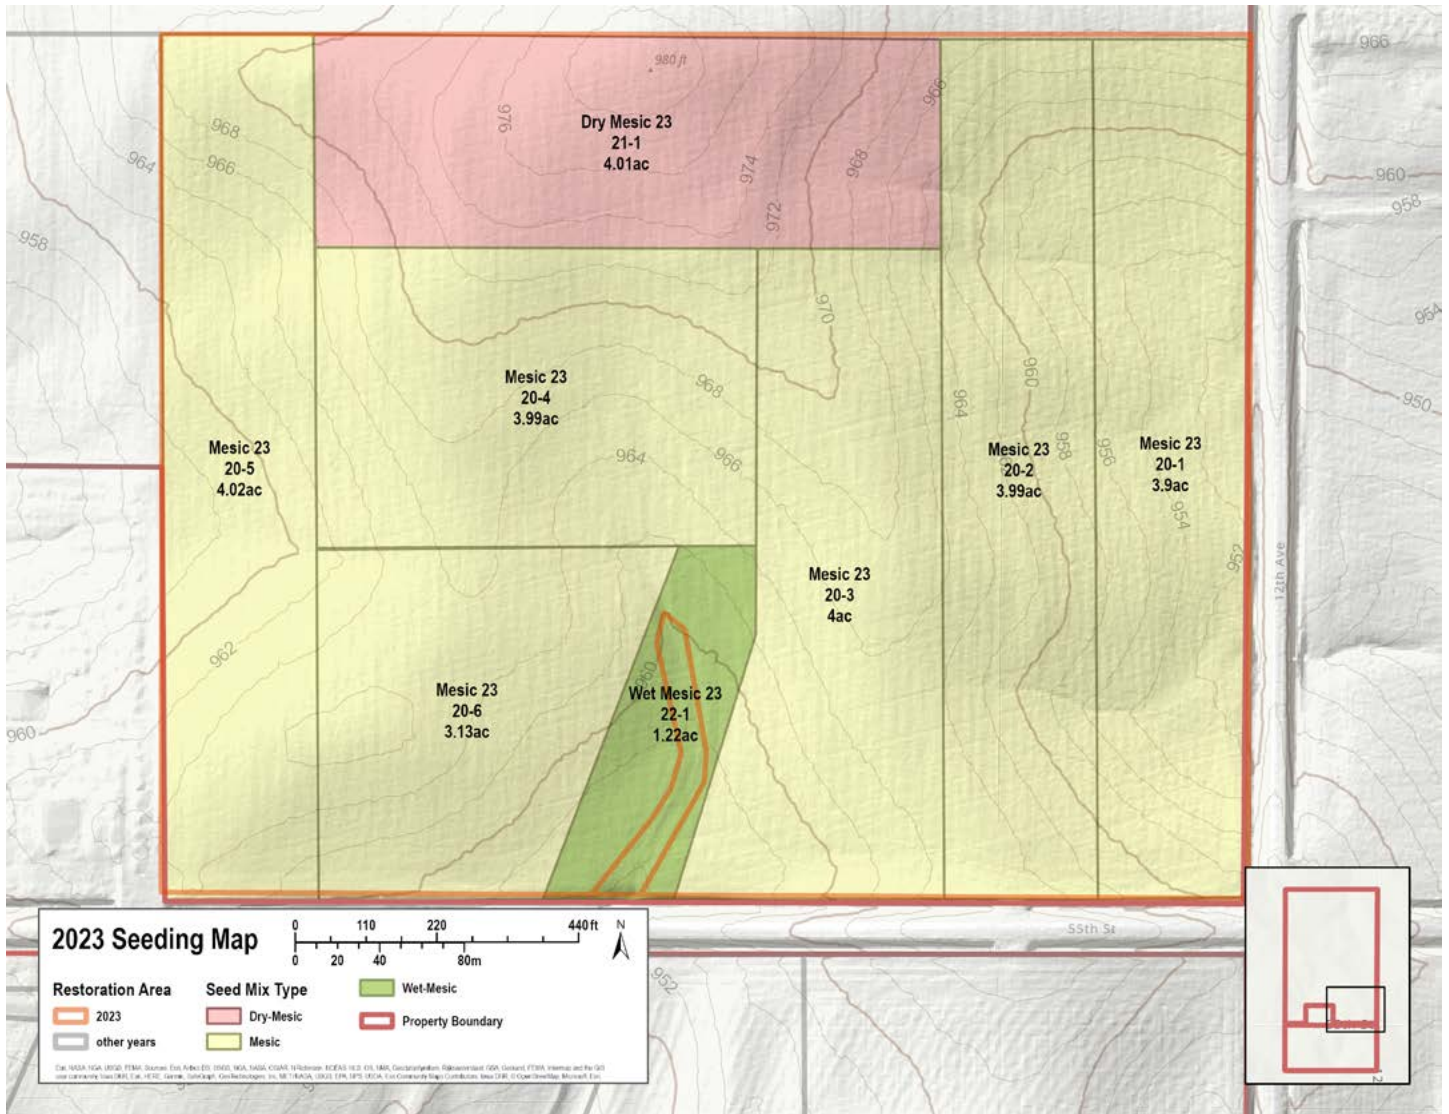 966
980 ft
966
976
Dry Mesic 23
21-1
4.01ac
968
964
966
974
968
960
958
972
958
954
970
Mesic 23
20-4
3.99ac
968
960
964
950
Mesic 23
20-5
4.02ac
964
966
958
956
Mesic 23
20-2
3.99ac
Mesic 23
20-1
3.9ac
954
952
12th Ave
Mesic 23
20-3
4ac
962
960
Mesic 23
20-6
3.13ac
Wet Mesic 23
22-1
1.22ac
960
55th St
952
2023 Seeding Map
0 110 220 440 ft
0 20 40 80m
N
Restoration Area
2023
other years
Seed Mix Type
Dry-Mesic
Mesic
Wet-Mesic
Property Boundary
12